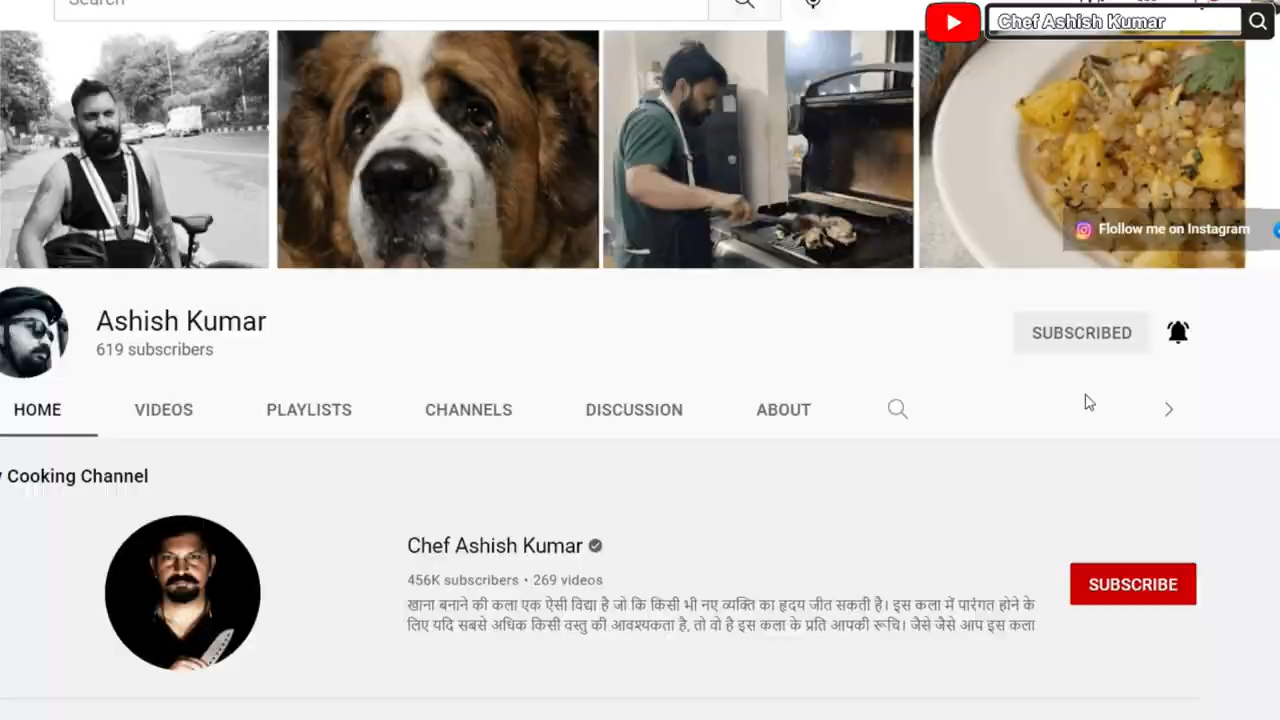 Search
Chef Ashish Kumar
Flollow me on Instagram
Ashish Kumar
619 subscribers
SUBSCRIBED
HOME VIDEOS PLAYLISTS CHANNELS DISCUSSION ABOUT
Cooking Channel
Chef Ashish Kumar
456K subscribers • 269 videos
खाना बनाने की कला एक ऐसी विद्या है जो कि किसी भी नए व्यक्ति का हृदय जीत सकती है। इस कला में पारंगत होने के
लिए यदि सबसे अधिक किसी वस्तु की आवश्यकता है, तो वो है इस कला के प्रति आपकी रूचि। जैसे जैसे आप इस कला
SUBSCRIBE